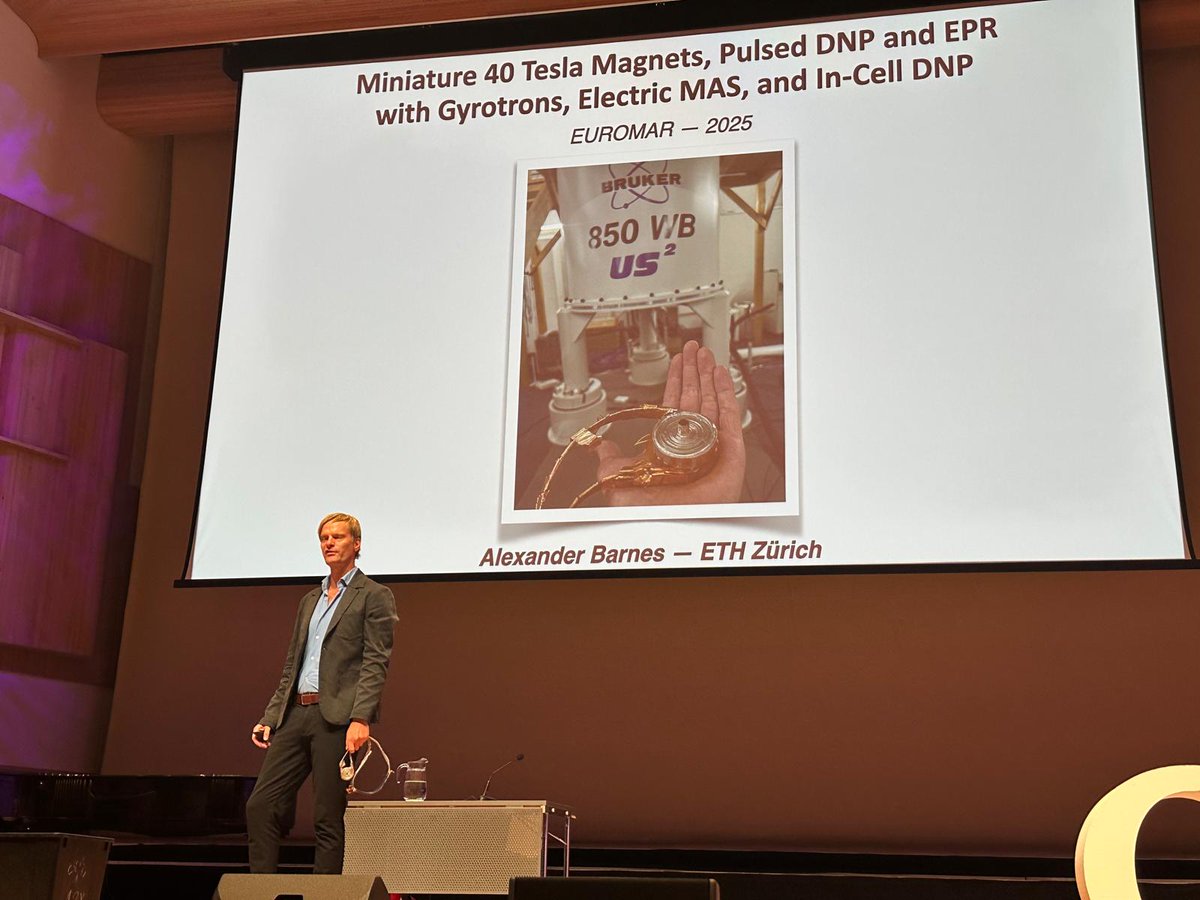 Miniature 40 Tesla Magnets, Pulsed DNP and EPR
with Gyrotrons, Electric MAS, and In-Cell DNP
EUROMAR — 2025
BRUKER
850 WB
US²
Alexander Barnes — ETH Zürich